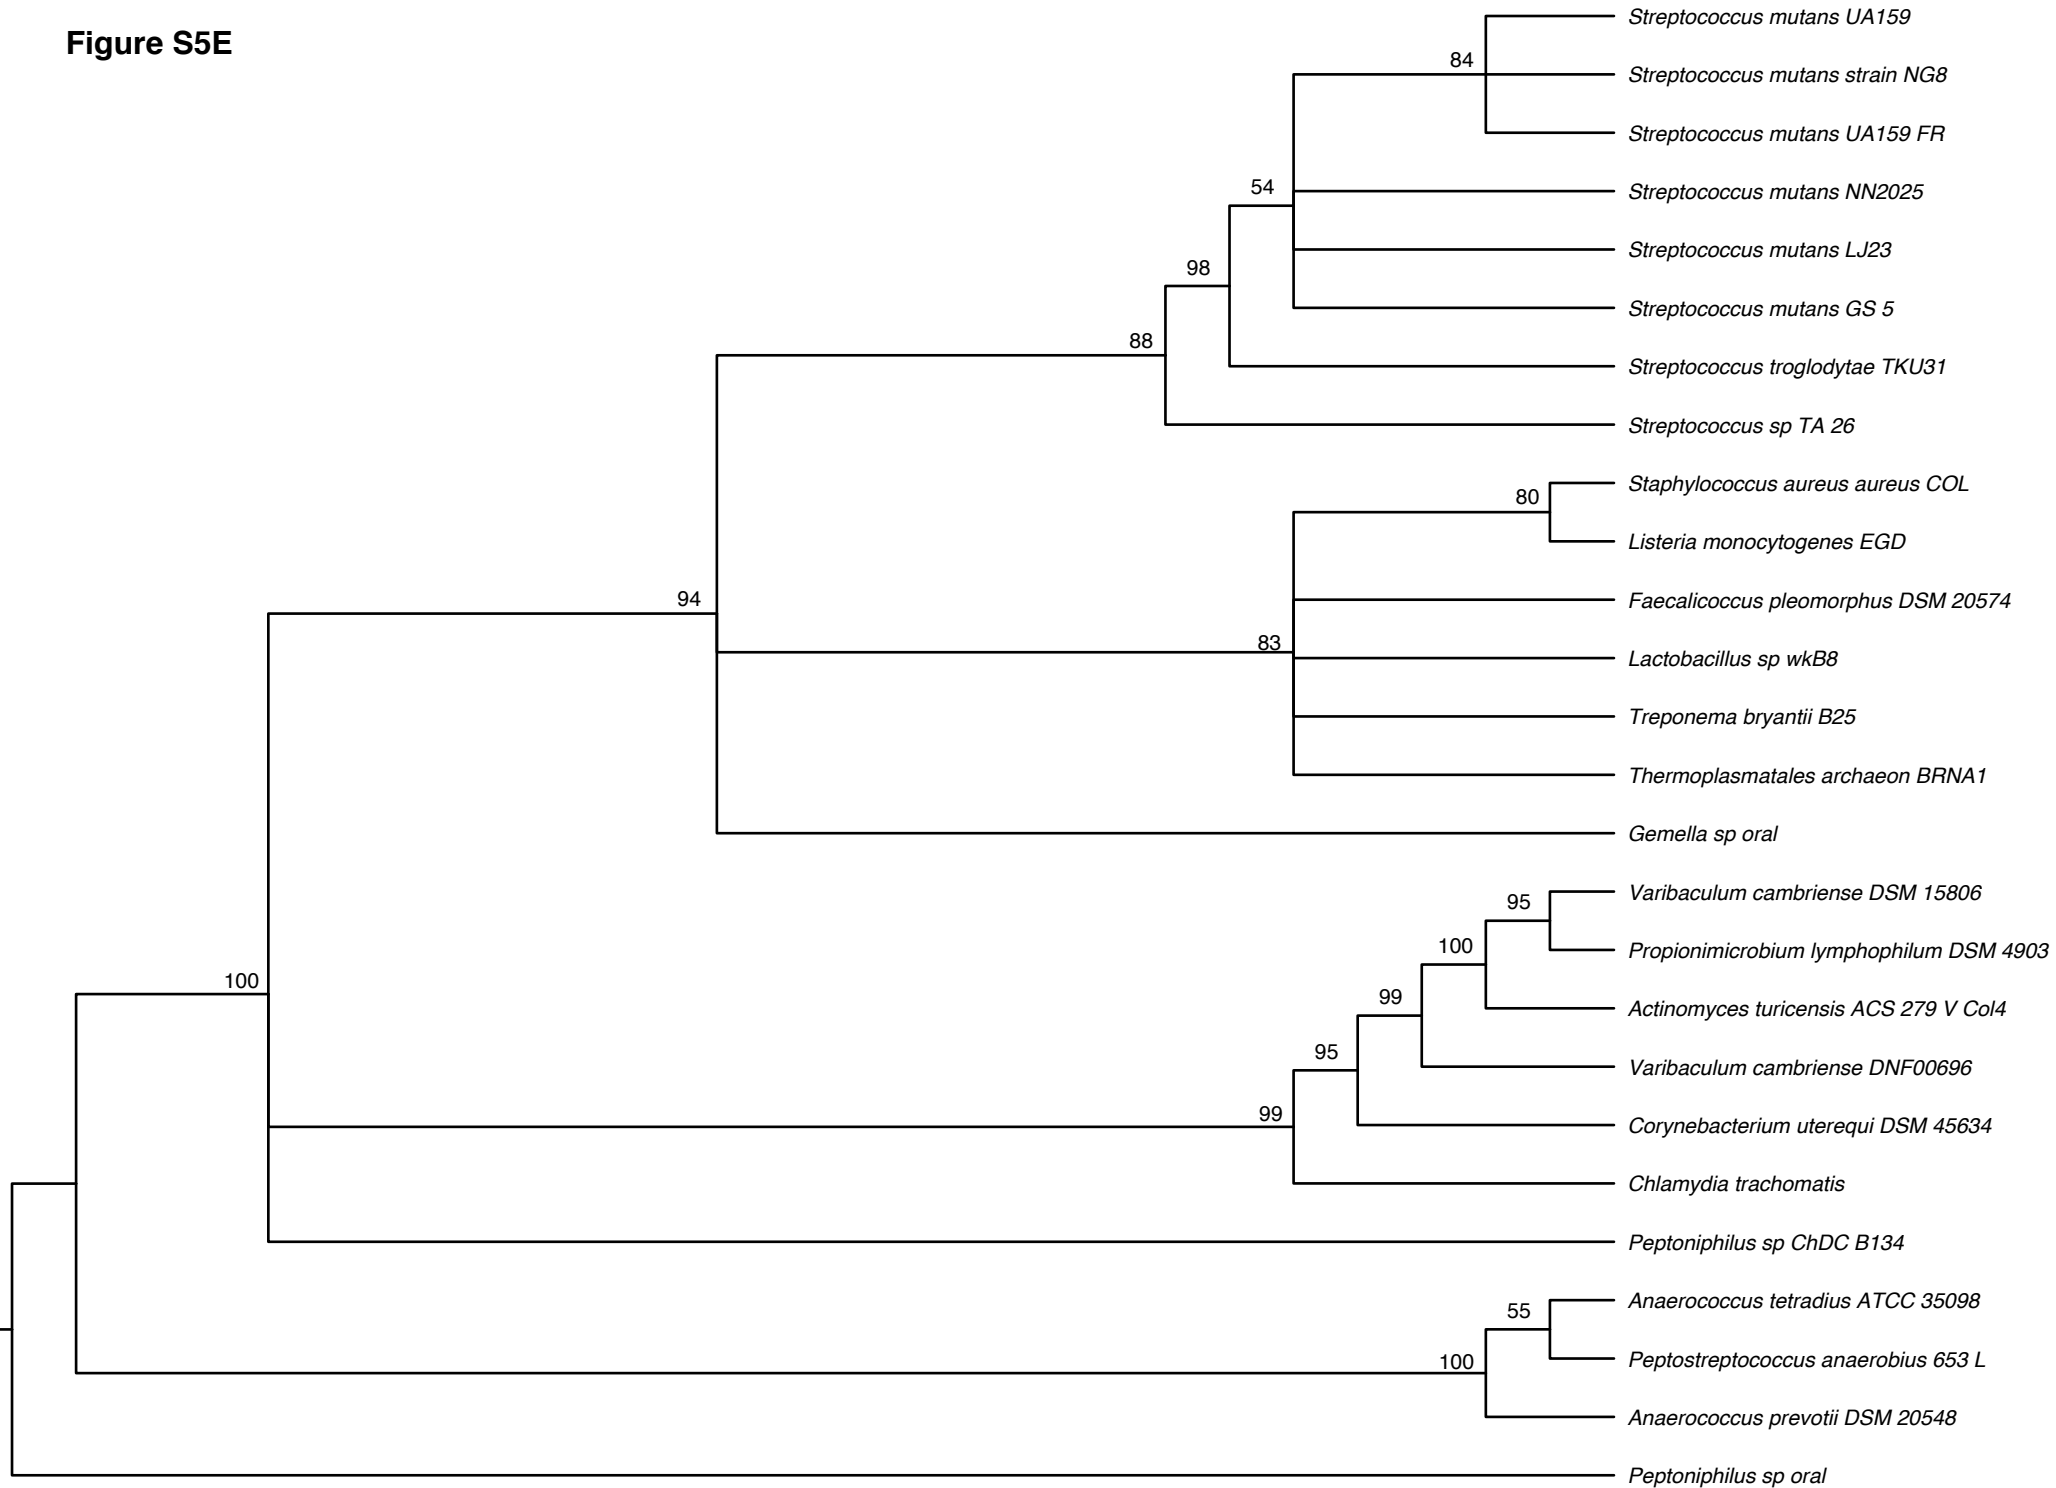 Figure S5E
Streptococcus mutans UA159
84
Streptococcus mutans strain NG8
Streptococcus mutans UA159 FR
54
Streptococcus mutans NN2025
Streptococcus mutans LJ23
98
Streptococcus mutans GS 5
88
Streptococcus troglodytae TKU31
Streptococcus sp TA 26
Staphylococcus aureus aureus COL
80
Listeria monocytogenes EGD
94
Faecalicoccus pleomorphus DSM 20574
83
Lactobacillus sp wkB8
Treponema bryantii B25
Thermoplasmatales archaeon BRNA1
Gemella sp oral
Varibaculum cambriense DSM 15806
95
100
Propionimicrobium lymphophilum DSM 4903
100
99
Actinomyces turicensis ACS 279 V Col4
95
Varibaculum cambriense DNF00696
99
Corynebacterium uterequi DSM 45634
Chlamydia trachomatis
Peptoniphilus sp ChDC B134
Anaerococcus tetradius ATCC 35098
55
100
Peptostreptococcus anaerobius 653 L
Anaerococcus prevotii DSM 20548
Peptoniphilus sp oral